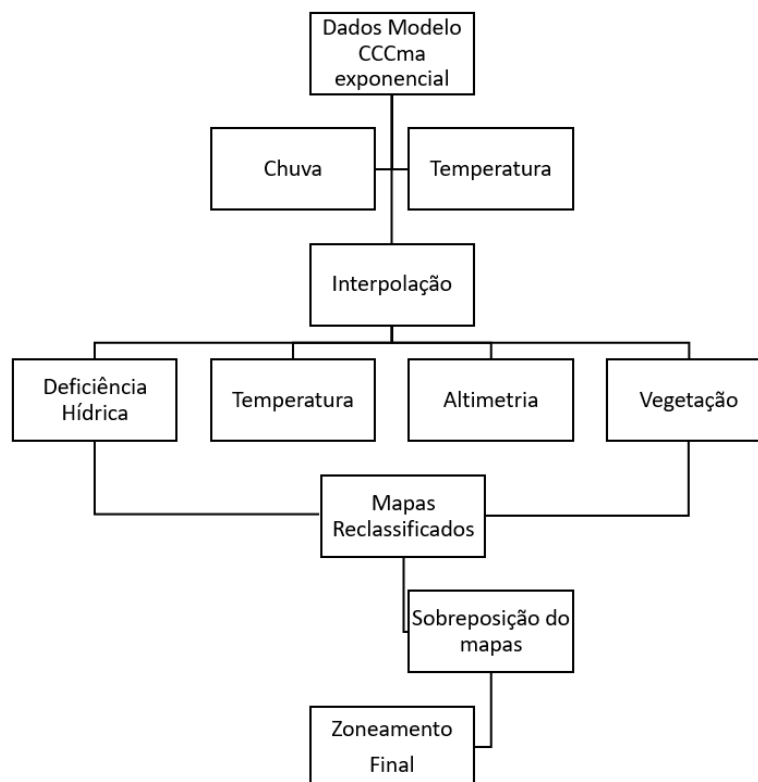 Dados Modelo
CCCma
exponencial
Chuva
Temperatura
Interpolação
Deficiência
Hídrica
Temperatura
Altimetria
Vegetação
Mapas
Reclassificados
Sobreposição do
mapas
Zoneamento
Final